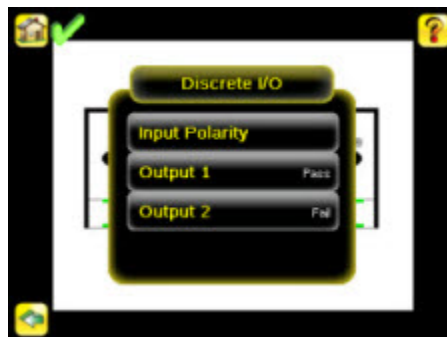 Discrete I/O
Input Polarity
Output 1 Pass
Output 2 Fail
?